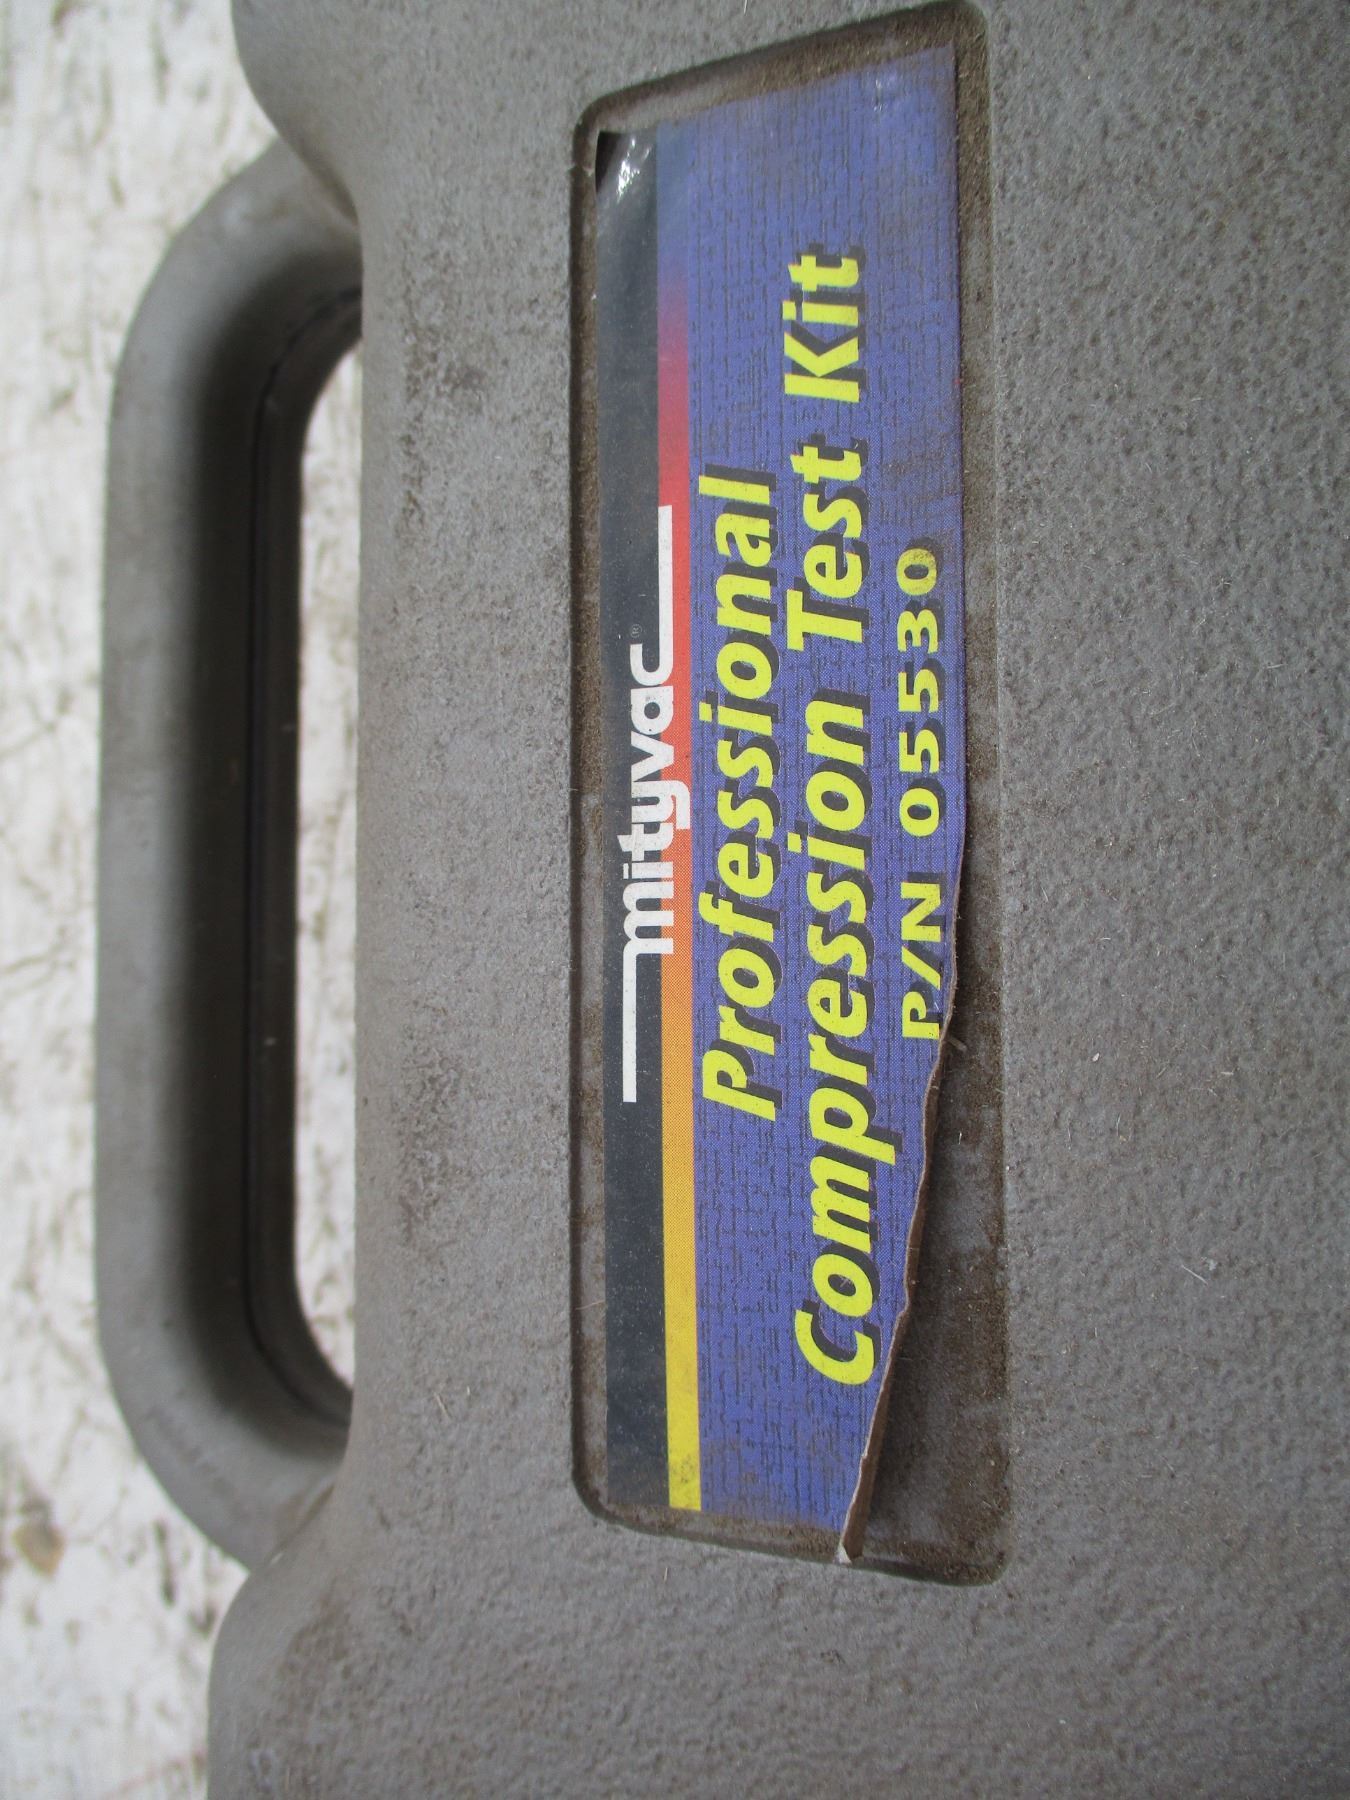 mityvac®
Professional
Compression Test Kit
P/N 05530